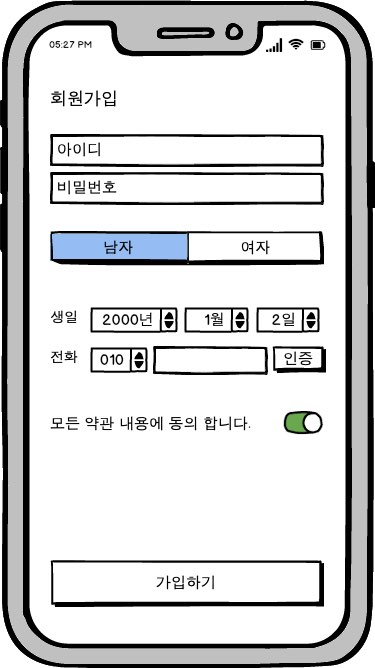 05:27 PM
회원가입
아이디
비밀번호
남자 여자
생일 2000년 1월 2일
전화 010 인증
모든 약관 내용에 동의 합니다.
가입하기